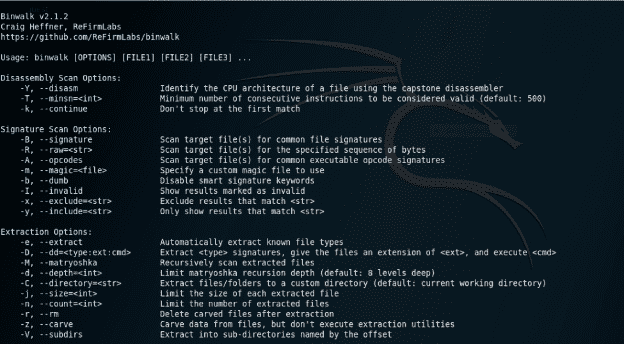 Binwalk v2.1.2
Craig Heffner, ReFirmLabs
https://github.com/ReFirmLabs/binwalk
Usage: binwalk [OPTIONS] [FILE1] [FILE2] [FILE3] ...
Disassembly Scan Options:
-Y, --disasm Identify the CPU architecture of a file using the capstone disassembler
-T, --minsn=<int> Minimum number of consecutive instructions to be considered valid (default: 500)
-k, --continue Don't stop at the first match
Signature Scan Options:
-B, --signature Scan target file(s) for common file signatures
-R, --raw=<str> Scan target file(s) for the specified sequence of bytes
-A, --opcodes Scan target file(s) for common executable opcode signatures
-m, --magic=<file> Specify a custom magic file to use
-b, --dumb Disable smart signature keywords
-I, --invalid Show results marked as invalid
-x, --exclude=<str> Exclude results that match <str>
-y, --include=<str> Only show results that match <str>
Extraction Options:
-e, --extract Automatically extract known file types
-D, --dd=<type:ext:cmd> Extract <type> signatures, give the files an extension of <ext>, and execute <cmd>
-M, --matryoshka Recursively scan extracted files
-d, --depth=<int> Limit matryoshka recursion depth (default: 8 levels deep)
-C, --directory=<str> Extract files/folders to a custom directory (default: current working directory)
-j, --size=<int> Limit the size of each extracted file
-n, --count=<int> Limit the number of extracted files
-r, --rm Delete carved files after extraction
-z, --carve Carve data from files, but don't execute extraction utilities
-V, --subdirs Extract into sub-directories named by the offset